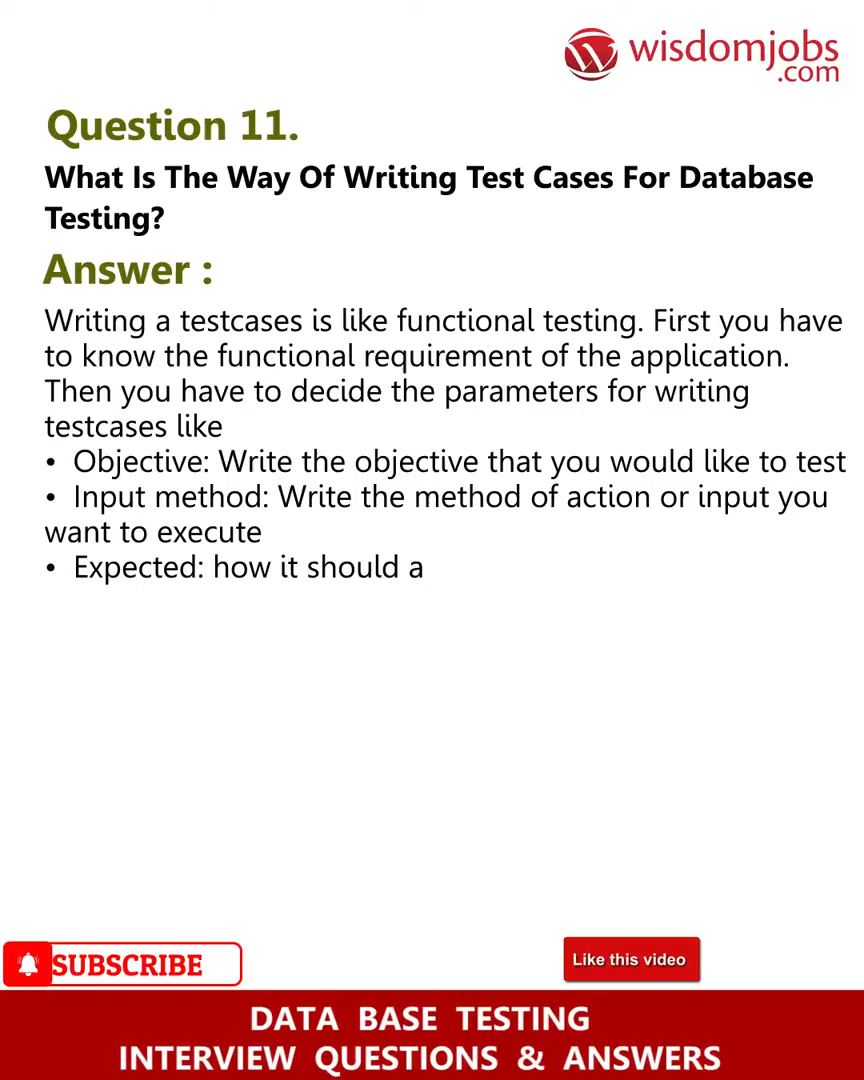 wisdomjobs
.com
Question 11.
What Is The Way Of Writing Test Cases For Database
Testing?
Answer :
Writing a testcases is like functional testing. First you have
to know the functional requirement of the application.
Then you have to decide the parameters for writing
testcases like
• Objective: Write the objective that you would like to test
• Input method: Write the method of action or input you
want to execute
• Expected: how it should a
SUBSCRIBE
Like this video
DATA BASE TESTING
INTERVIEW QUESTIONS & ANSWERS